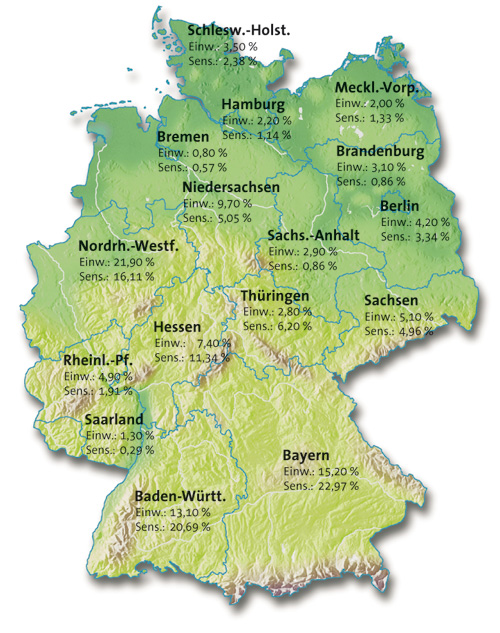 Schlesw.-Holst.
Einw.: 3,50 %
Sens.: 2,38 %
Meckl.-Vorp.
Einw.: 2,00 %
Sens.: 1,33 %
Hamburg
Einw.: 2,20 %
Sens.: 1,14 %
Bremen
Einw.: 0,80 %
Sens.: 0,57 %
Brandenburg
Einw.: 3,10 %
Sens.: 0,86 %
Niedersachsen
Einw.: 9,70 %
Sens.: 5,05 %
Berlin
Einw.: 4,20 %
Sens.: 3,34 %
Sachs.-Anhalt
Einw.: 2,90 %
Sens.: 0,86 %
Nordrh.-Westf.
Einw.: 21,90 %
Sens.: 16,11 %
Thüringen
Einw.: 2,80 %
Sens.: 6,20 %
Sachsen
Einw.: 5,10 %
Sens.: 4,96 %
Hessen
Einw.: 7,40 %
Sens.: 11,34 %
Rheinl.-Pf.
Einw.: 4,90 %
Sens.: 1,91 %
Saarland
Einw.: 1,30 %
Sens.: 0,29 %
Bayern
Einw.: 15,20 %
Sens.: 22,97 %
Baden-Württ.
Einw.: 13,10 %
Sens.: 20,69 %